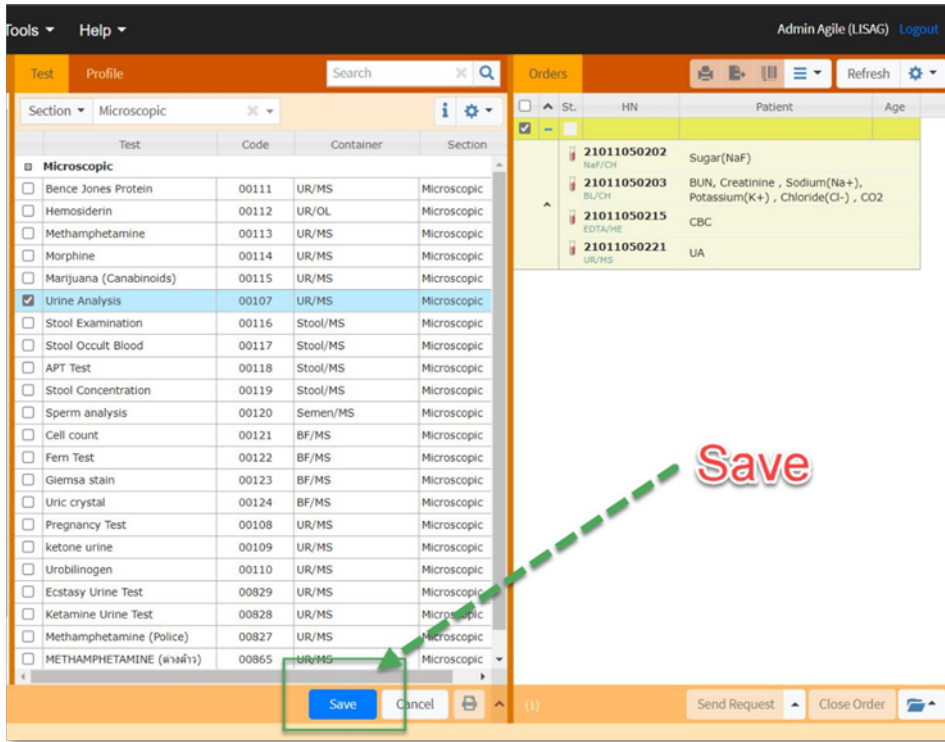 Tools Help Admin Agile (LISAG) Logout
Test Profile Search Orders Refresh
Section Microscopic St. HN Patient Age
Test Code Container Section
Microscopic
Bence Jones Protein 00111 UR/MS Microscopic
Hemosiderin 00112 UR/OL Microscopic
Methamphetamine 00113 UR/MS Microscopic
Morphine 00114 UR/MS Microscopic
Marijuana (Canabinoids) 00115 UR/MS Microscopic
Urine Analysis 00107 UR/MS Microscopic
Stool Examination 00116 Stool/MS Microscopic
Stool Occult Blood 00117 Stool/MS Microscopic
APT Test 00118 Stool/MS Microscopic
Stool Concentration 00119 Stool/MS Microscopic
Sperm analysis 00120 Semen/MS Microscopic
Cell count 00121 BF/MS Microscopic
Fern Test 00122 BF/MS Microscopic
Giemsa stain 00123 BF/MS Microscopic
Uric crystal 00124 BF/MS Microscopic
Pregnancy Test 00108 UR/MS Microscopic
ketone urine 00109 UR/MS Microscopic
Urobilinogen 00110 UR/MS Microscopic
Ecstasy Urine Test 00829 UR/MS Microscopic
Ketamine Urine Test 00828 UR/MS Microscopic
Methamphetamine (Police) 00827 UR/MS Microscopic
METHAMPHETAMINE (ต่างด้าว) 00865 UR/MS Microscopic
Save Cancel
21011050202 Sugar(NaF)
NaF/CH
21011050203 BUN, Creatinine , Sodium(Na+),
BL/CH Potassium(K+) , Chloride(Cl-) , CO2
21011050215 CBC
EDTA/HE
21011050221 UA
UR/MS
Save
(1) Send Request Close Order